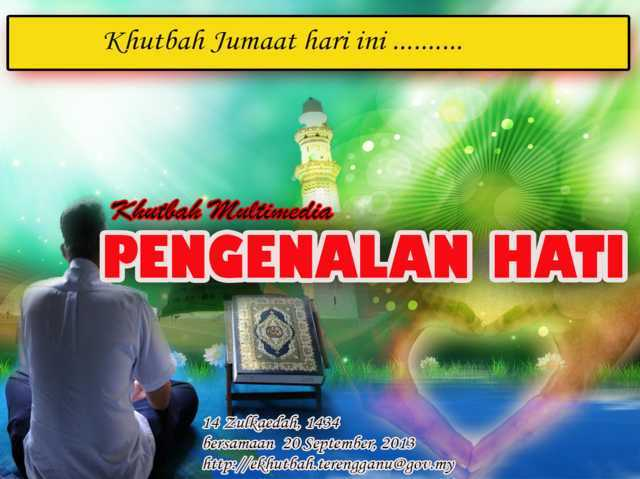 Khutbah Jumaat hari ini ..........
Khutbah Multimedia
PENGENALAN HATI
14 Zulkaedah, 1434
bersamaan 20 September, 2013
http://ekhutbah.terengganu@gov.my